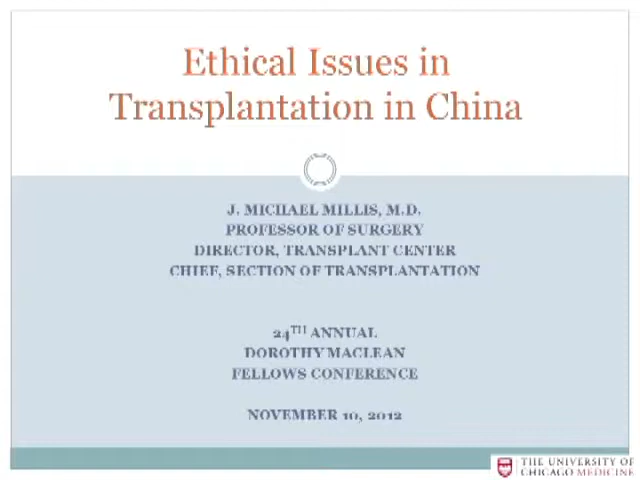 Ethical Issues in
Transplantation in China
J. MICHAEL MILLIS, M.D.
PROFESSOR OF SURGERY
DIRECTOR, TRANSPLANT CENTER
CHIEF, SECTION OF TRANSPLANTATION
24TH ANNUAL
DOROTHY MACLEAN
FELLOWS CONFERENCE
NOVEMBER 10, 2012
THE UNIVERSITY OF
CHICAGO MEDICINE